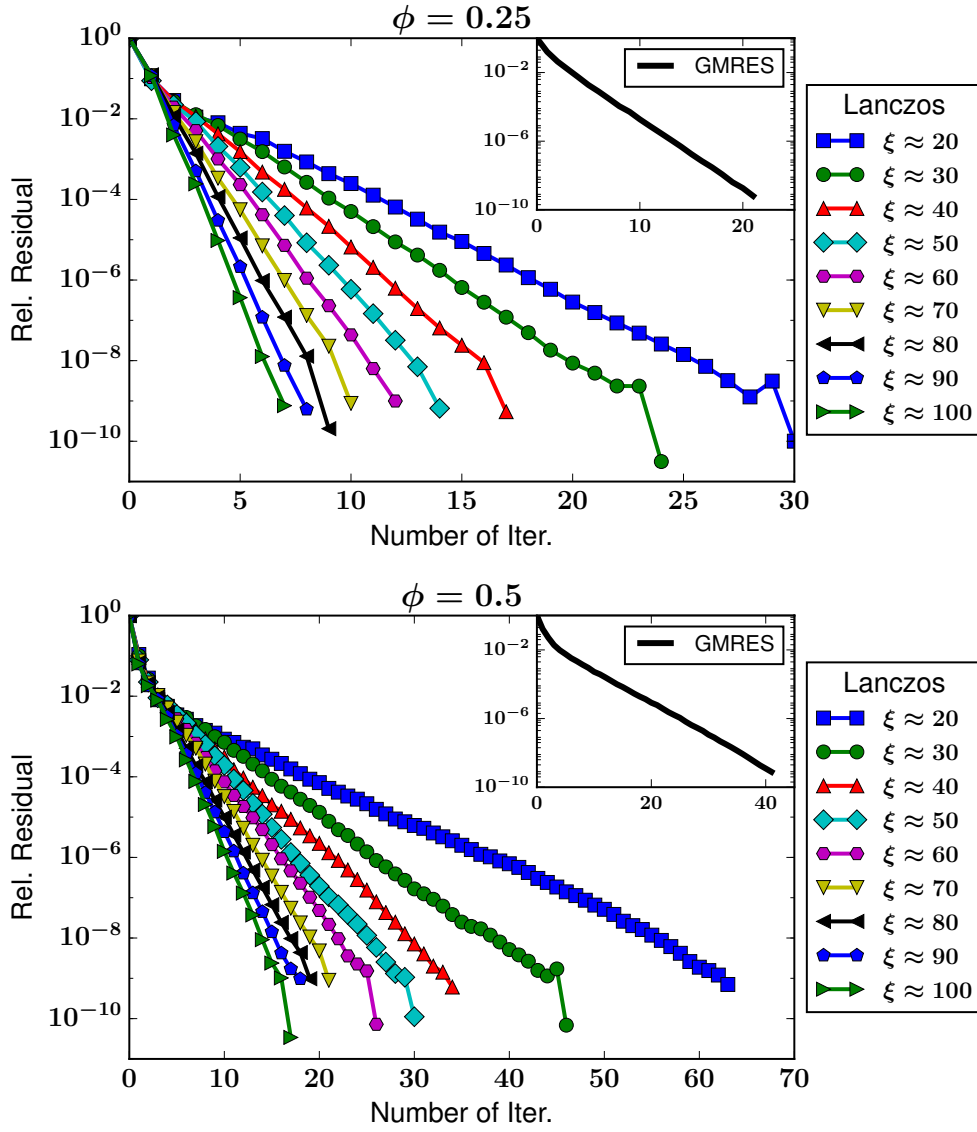 ϕ = 0.25
Rel. Residual
10⁰
10⁻²
10⁻⁴
10⁻⁶
10⁻⁸
10⁻¹⁰
0 5 10 15 20 25 30
Number of Iter.
GMRES
10⁻²
10⁻⁶
10⁻¹⁰
0 10 20
Lanczos
ξ ≈ 20
ξ ≈ 30
ξ ≈ 40
ξ ≈ 50
ξ ≈ 60
ξ ≈ 70
ξ ≈ 80
ξ ≈ 90
ξ ≈ 100
ϕ = 0.5
Rel. Residual
10⁰
10⁻²
10⁻⁴
10⁻⁶
10⁻⁸
10⁻¹⁰
0 10 20 30 40 50 60 70
Number of Iter.
GMRES
10⁻²
10⁻⁶
10⁻¹⁰
0 20 40
Lanczos
ξ ≈ 20
ξ ≈ 30
ξ ≈ 40
ξ ≈ 50
ξ ≈ 60
ξ ≈ 70
ξ ≈ 80
ξ ≈ 90
ξ ≈ 100